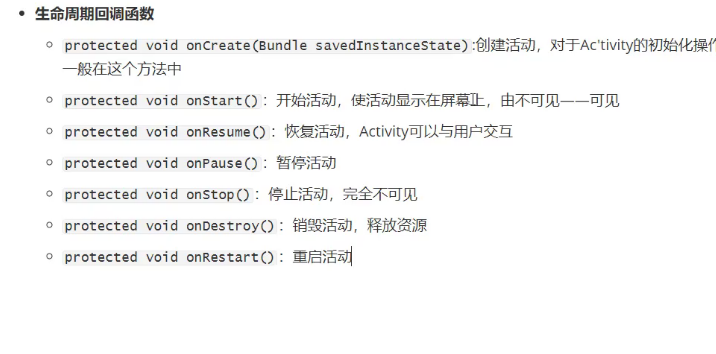 生命周期回调函数
protected void onCreate(Bundle savedInstanceState):创建活动，对于Ac'tivity的初始化操作
一般在这个方法中
protected void onStart()：开始活动，使活动显示在屏幕上，由不可见——可见
protected void onResume()：恢复活动，Activity可以与用户交互
protected void onPause()：暂停活动
protected void onStop()：停止活动，完全不可见
protected void onDestroy()：销毁活动，释放资源
protected void onRestart()：重启活动